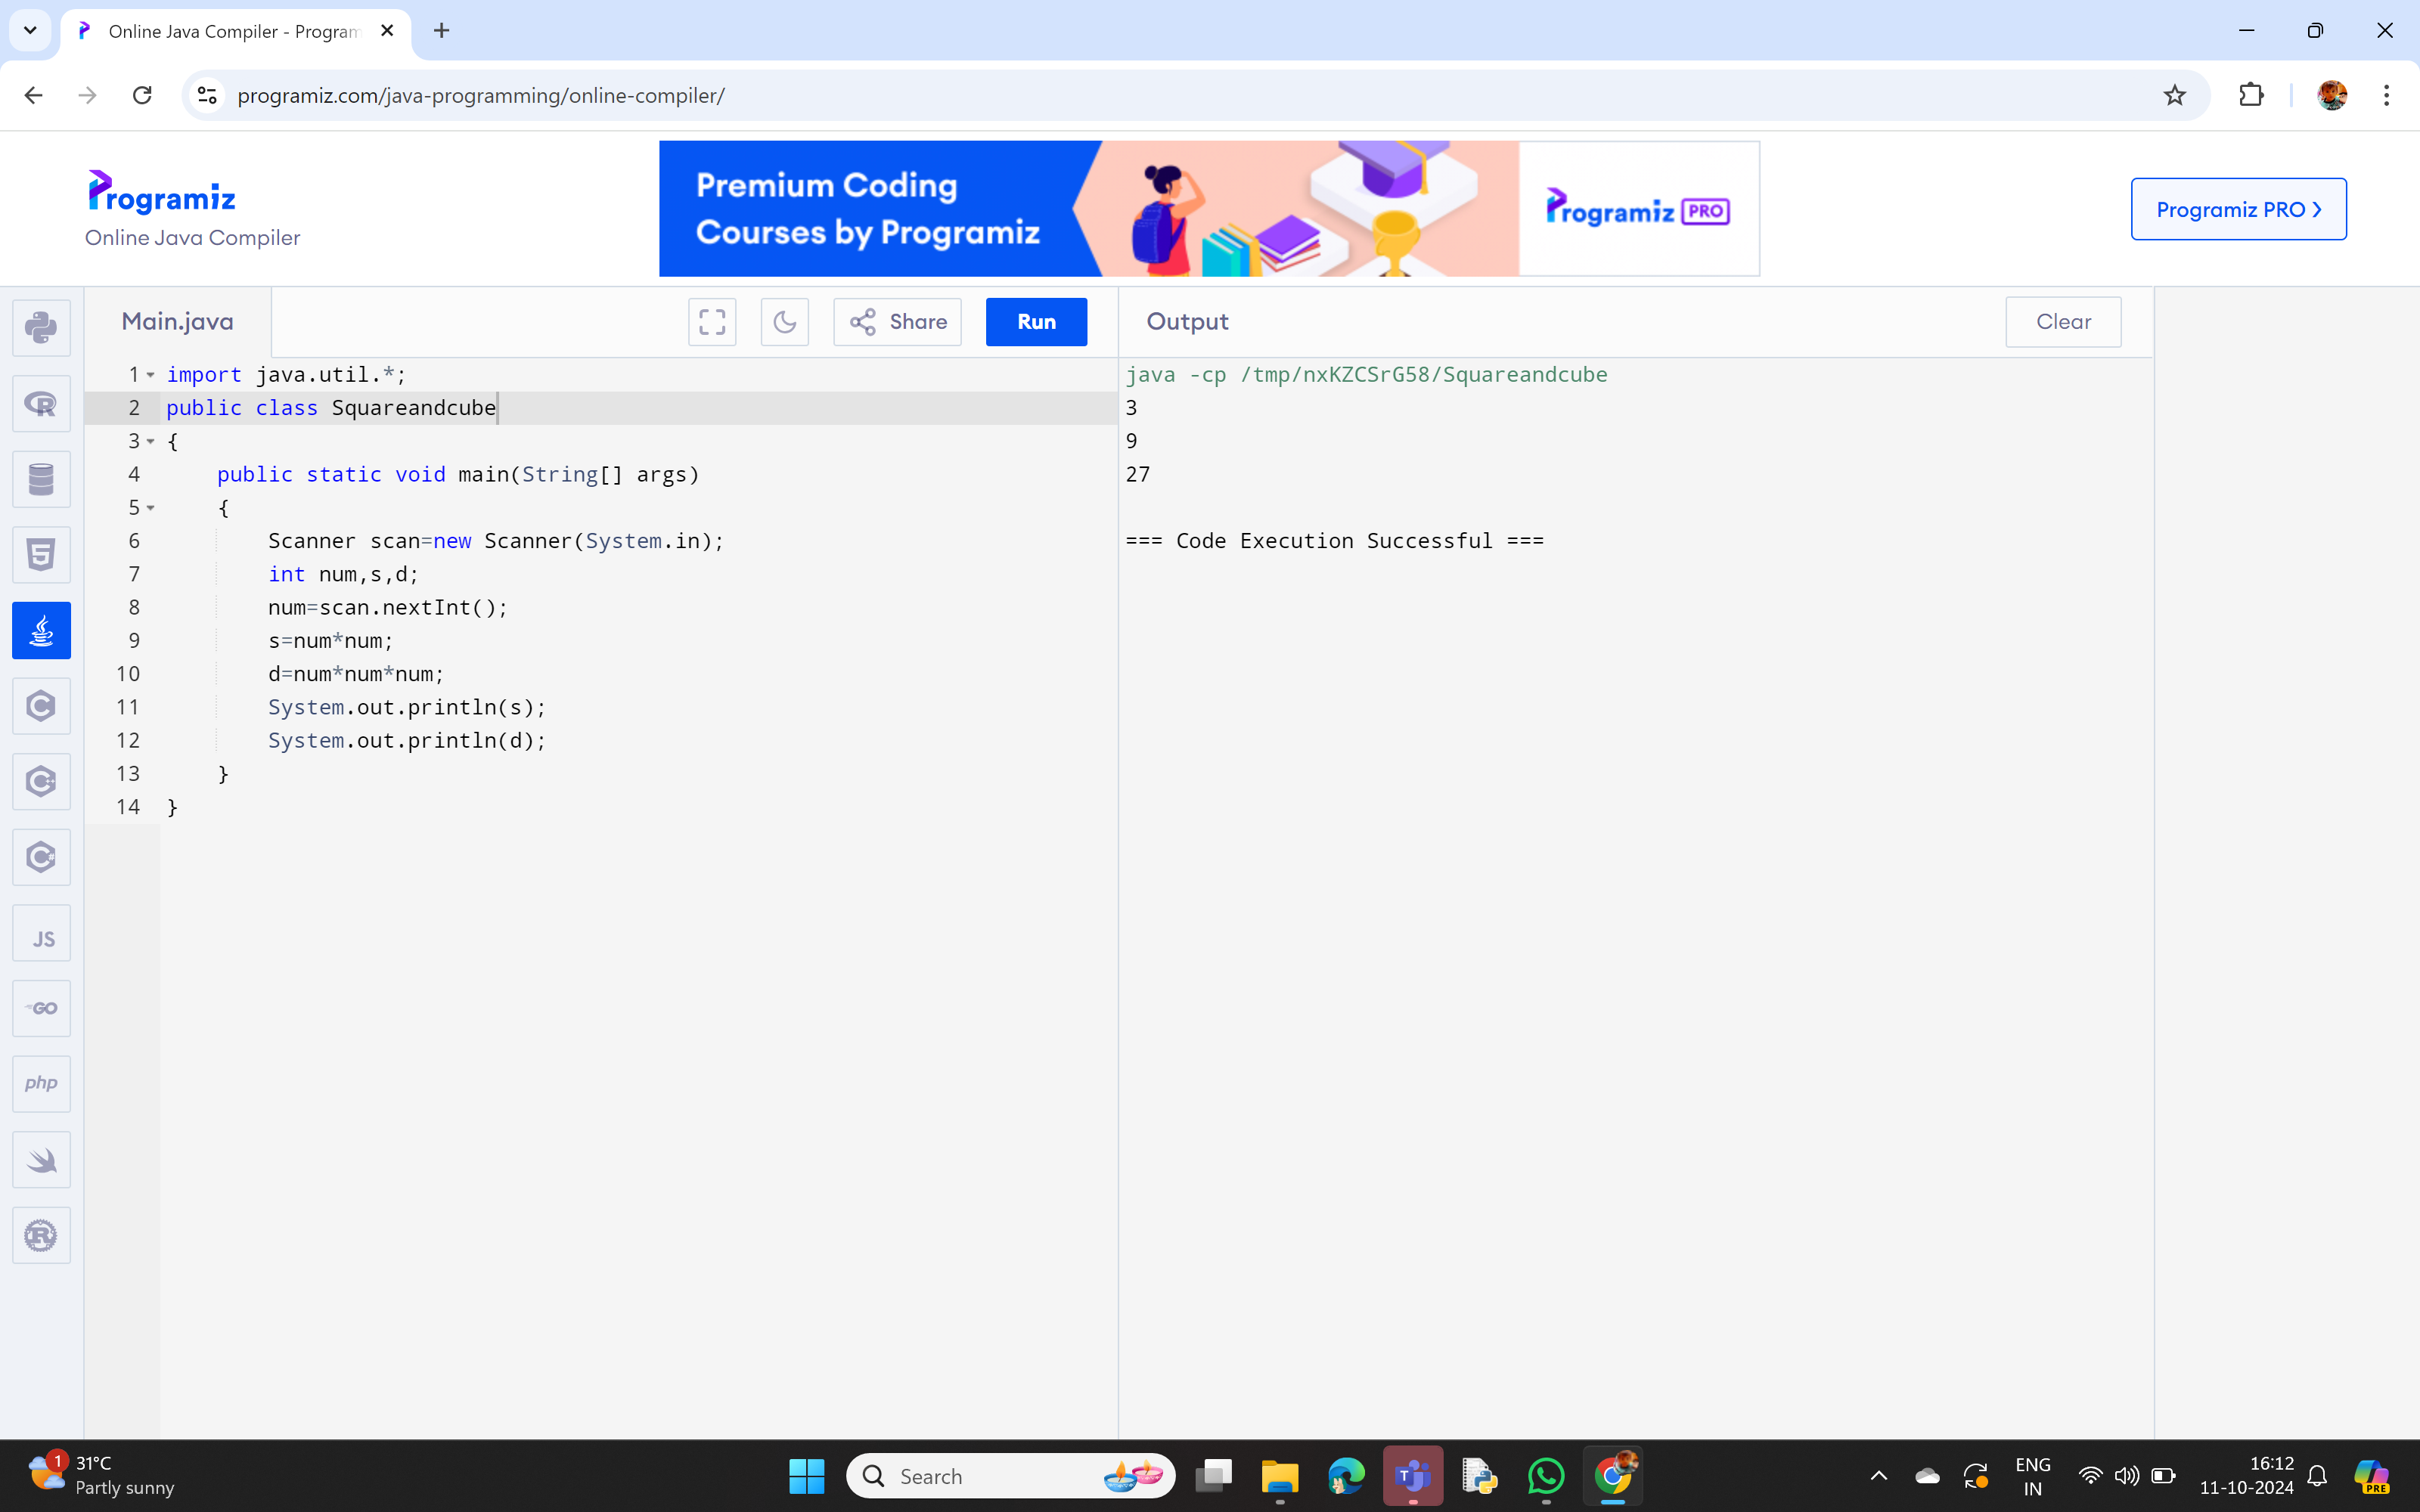 Online Java Compiler - Program
programiz.com/java-programming/online-compiler/
Programiz
Online Java Compiler
Premium Coding
Courses by Programiz
Programiz PRO
Programiz PRO ❯
Main.java
Share
Run
Output
Clear
1 import java.util.*;
2 public class Squareandcube
3 {
4     public static void main(String[] args)
5     {
6         Scanner scan=new Scanner(System.in);
7         int num,s,d;
8         num=scan.nextInt();
9         s=num*num;
10         d=num*num*num;
11         System.out.println(s);
12         System.out.println(d);
13     }
14 }
java -cp /tmp/nxKZCSrG58/Squareandcube
3
9
27
=== Code Execution Successful ===
R
5
C
C
C#
JS
GO
php
R
1
31°C
Partly sunny
Search
T
ENG
IN
16:12
11-10-2024
PRE